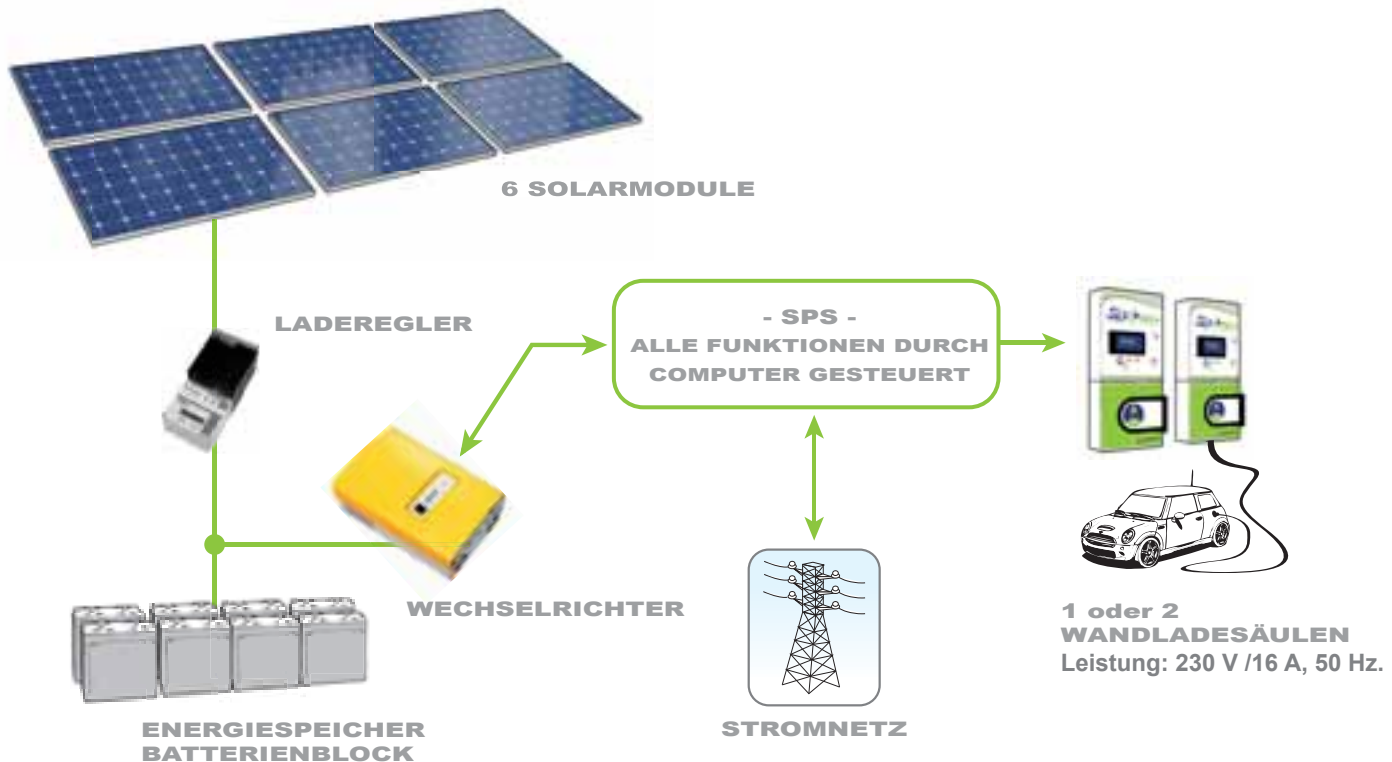 6 SOLARMODULE
LADEREGLER
- SPS -
ALLE FUNKTIONEN DURCH
COMPUTER GESTEUERT
WECHSELRICHTER
1 oder 2
WANDLADESÄULEN
Leistung: 230 V /16 A, 50 Hz.
STROMNETZ
ENERGIESPEICHER
BATTERIENBLOCK